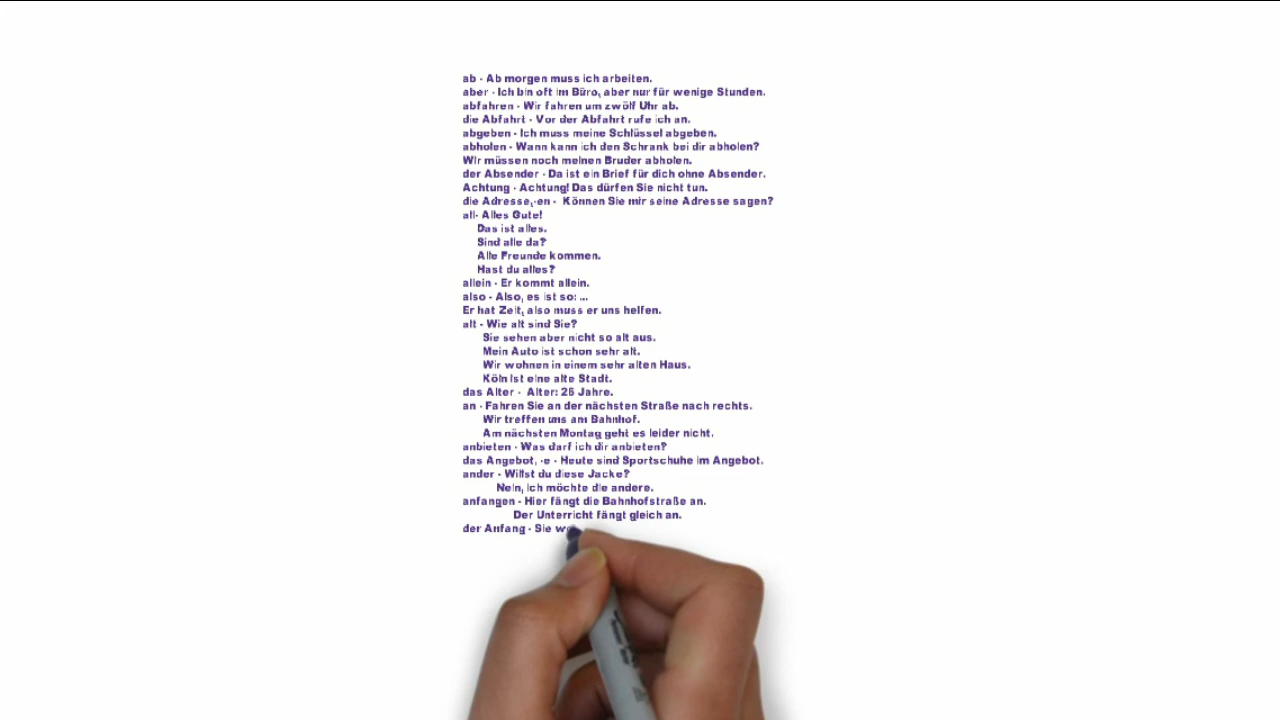 ab - Ab morgen muss ich arbeiten.
aber - Ich bin oft im Büro, aber nur für wenige Stunden.
abfahren - Wir fahren um zwölf Uhr ab.
die Abfahrt - Vor der Abfahrt rufe ich an.
abgeben - Ich muss meine Schlüssel abgeben.
abholen - Wann kann ich den Schrank bei dir abholen?
Wir müssen noch meinen Bruder abholen.
der Absender - Da ist ein Brief für dich ohne Absender.
Achtung - Achtung! Das dürfen Sie nicht tun.
die Adresse,-en - Können Sie mir seine Adresse sagen?
all- Alles Gute!
Das ist alles.
Sind alle da?
Alle Freunde kommen.
Hast du alles?
allein - Er kommt allein.
also - Also, es ist so: ...
Er hat Zeit, also muss er uns helfen.
alt - Wie alt sind Sie?
Sie sehen aber nicht so alt aus.
Mein Auto ist schon sehr alt.
Wir wohnen in einem sehr alten Haus.
Köln ist eine alte Stadt.
das Alter - Alter: 25 Jahre.
an - Fahren Sie an der nächsten Straße nach rechts.
Wir treffen uns am Bahnhof.
Am nächsten Montag geht es leider nicht.
anbieten - Was darf ich dir anbieten?
das Angebot, -e - Heute sind Sportschuhe im Angebot.
ander - Willst du diese Jacke?
Nein, ich möchte die andere.
anfangen - Hier fängt die Bahnhofstraße an.
Der Unterricht fängt gleich an.
der Anfang - Sie